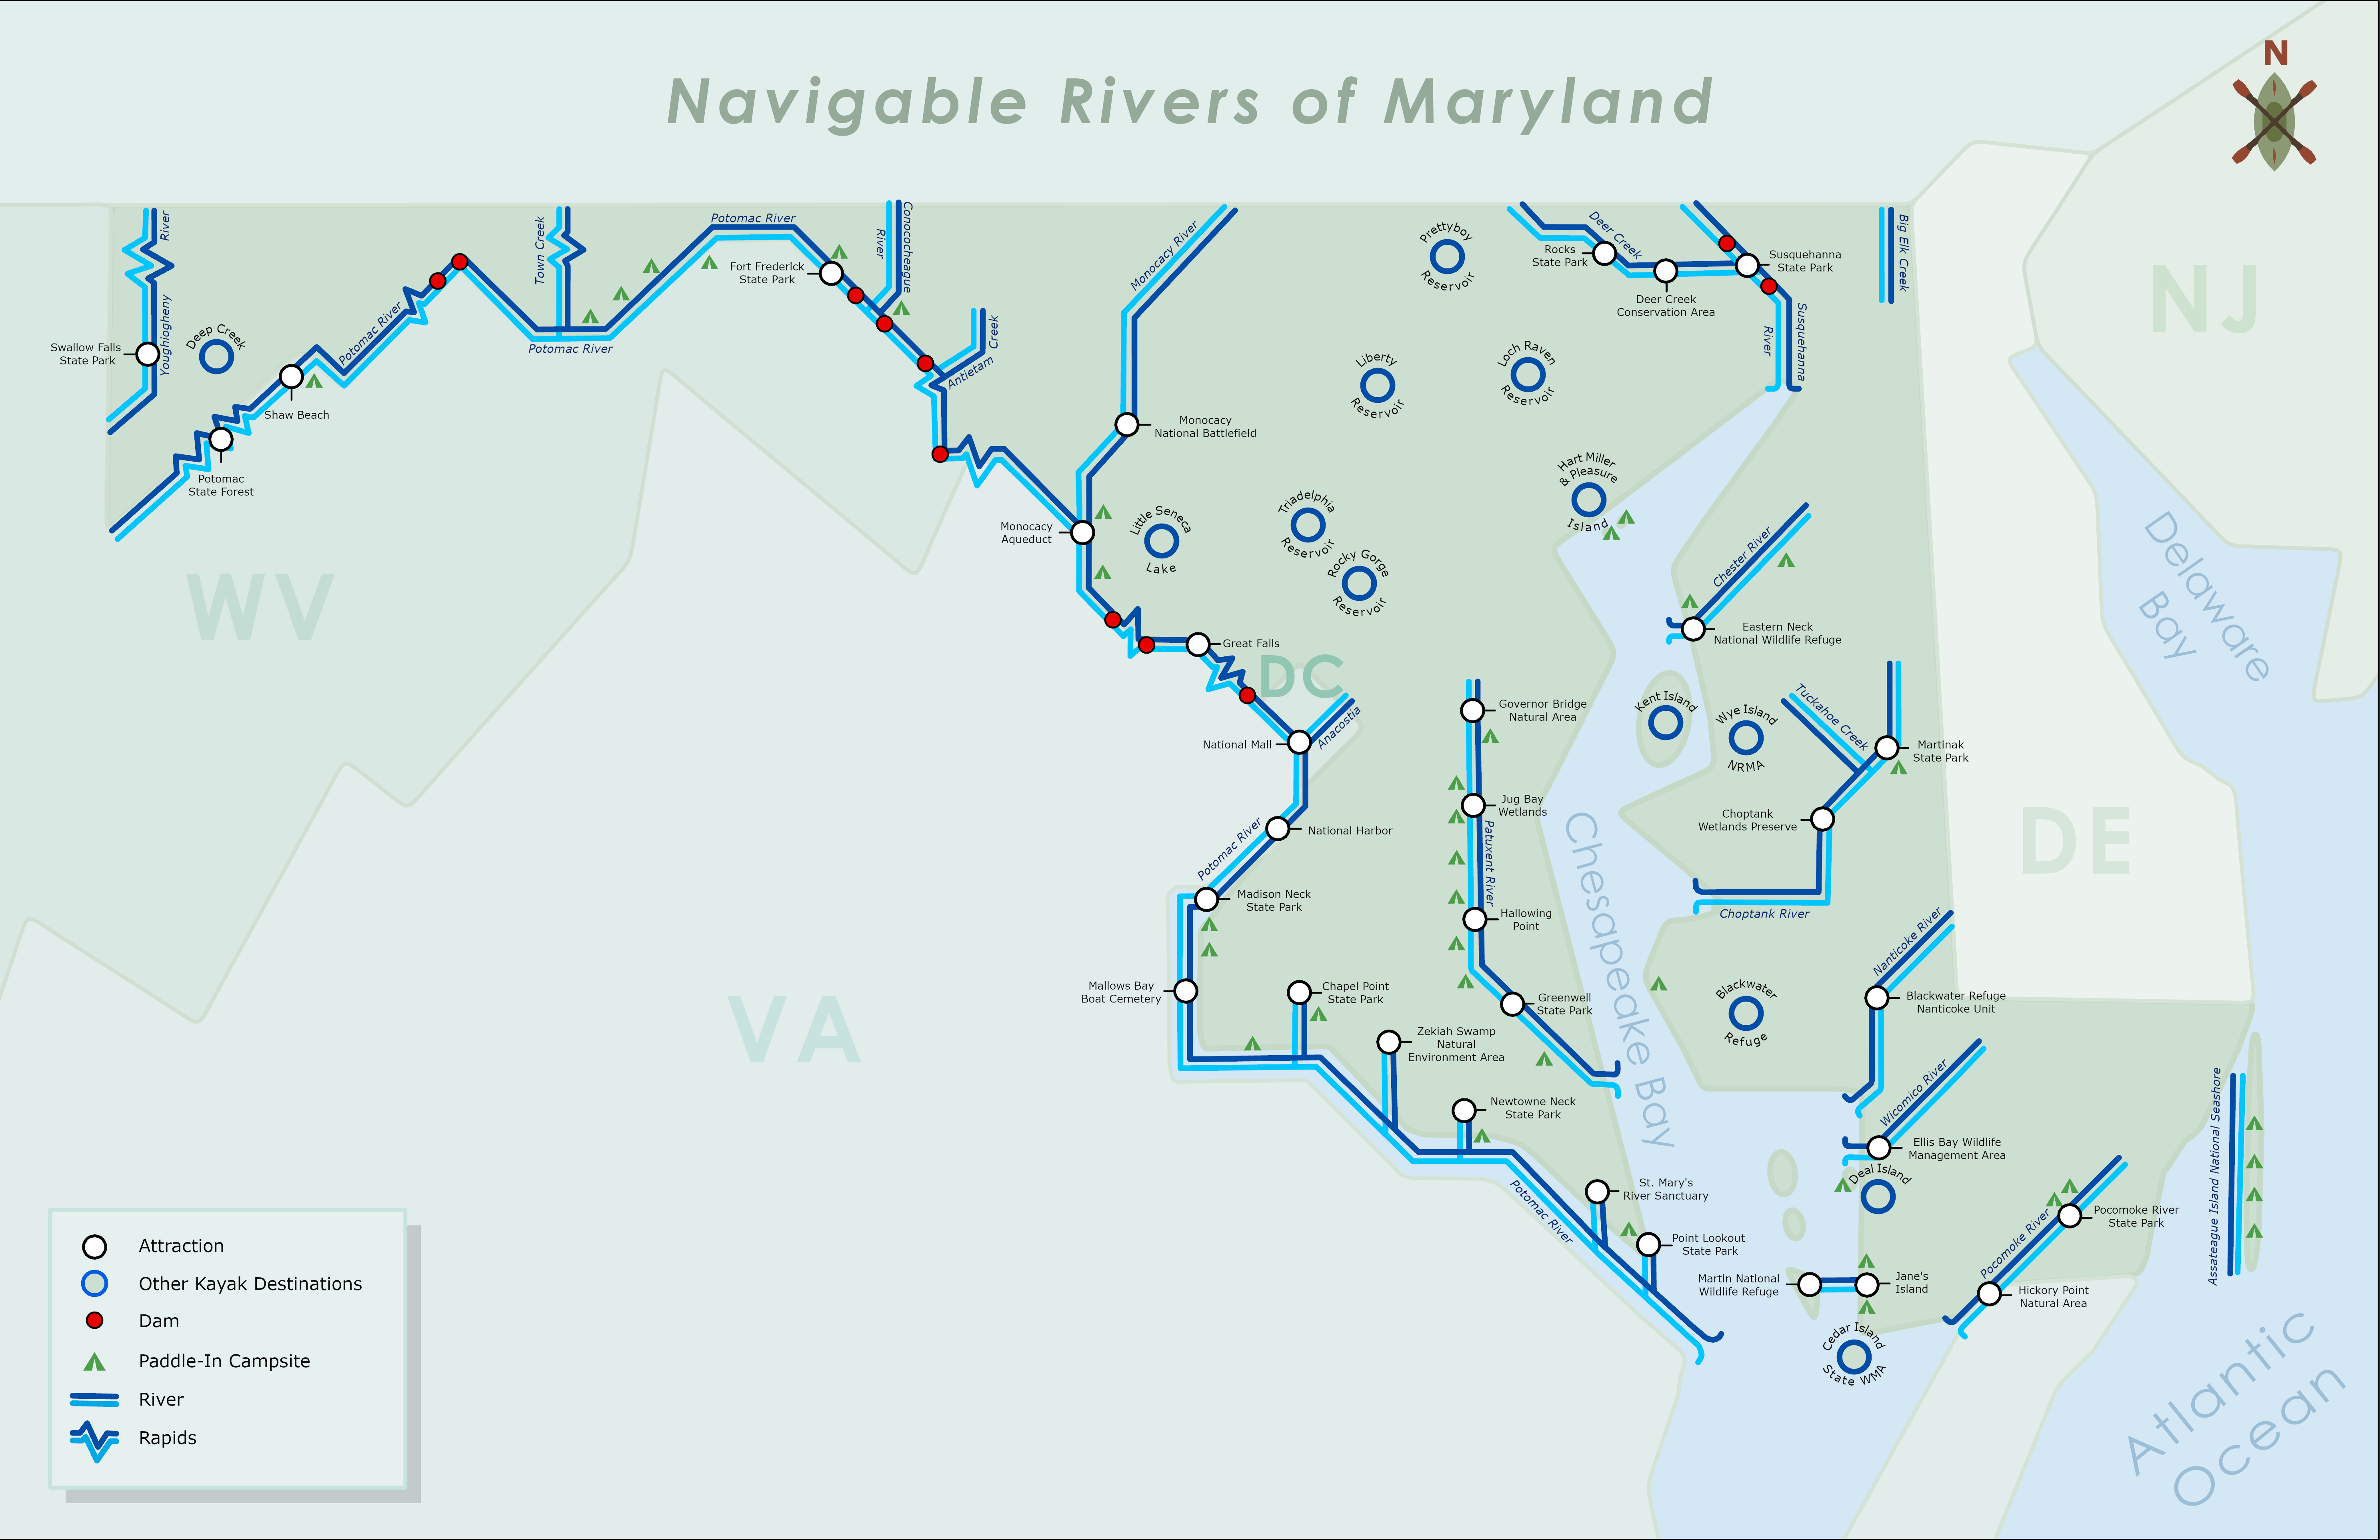 Navigable Rivers of Maryland
N
NJ
WV
DC
DE
VA
Delaware
Bay
Chesapeake Bay
Atlantic
Ocean
Youghiogheny
River
Swallow Falls
State Park
Deep Creek
Potomac
State Forest
Shaw Beach
Potomac River
Town Creek
Potomac River
Potomac River
Fort Frederick
State Park
Conococheague
River
Antietam
Creek
Monocacy River
Monocacy
National Battlefield
Monocacy
Aqueduct
Little Seneca
Lake
Prettyboy
Reservoir
Liberty
Reservoir
Loch Raven
Reservoir
Triadelphia
Reservoir
Rocky Gorge
Reservoir
Hart Miller
& Pleasure
Island
Deer Creek
Rocks
State Park
Deer Creek
Conservation Area
Susquehanna
State Park
Susquehanna
River
Big Elk Creek
Great Falls
National Mall
Anacostia
National Harbor
Potomac River
Madison Neck
State Park
Mallows Bay
Boat Cemetery
Chapel Point
State Park
Zekiah Swamp
Natural
Environment Area
Newtowne Neck
State Park
St. Mary's
River Sanctuary
Point Lookout
State Park
Potomac River
Governor Bridge
Natural Area
Jug Bay
Wetlands
Patuxent River
Hallowing
Point
Greenwell
State Park
Chester River
Eastern Neck
National Wildlife Refuge
Kent Island
Wye Island
NRMA
Tuckahoe Creek
Martinak
State Park
Choptank
Wetlands Preserve
Choptank River
Nanticoke River
Blackwater Refuge
Nanticoke Unit
Blackwater
Refuge
Wicomico River
Ellis Bay Wildlife
Management Area
Deal Island
Martin National
Wildlife Refuge
Jane's
Island
Cedar Island
State WMA
Pocomoke River
Pocomoke River
State Park
Hickory Point
Natural Area
Assateague Island National Seashore
Attraction
Other Kayak Destinations
Dam
Paddle-In Campsite
River
Rapids